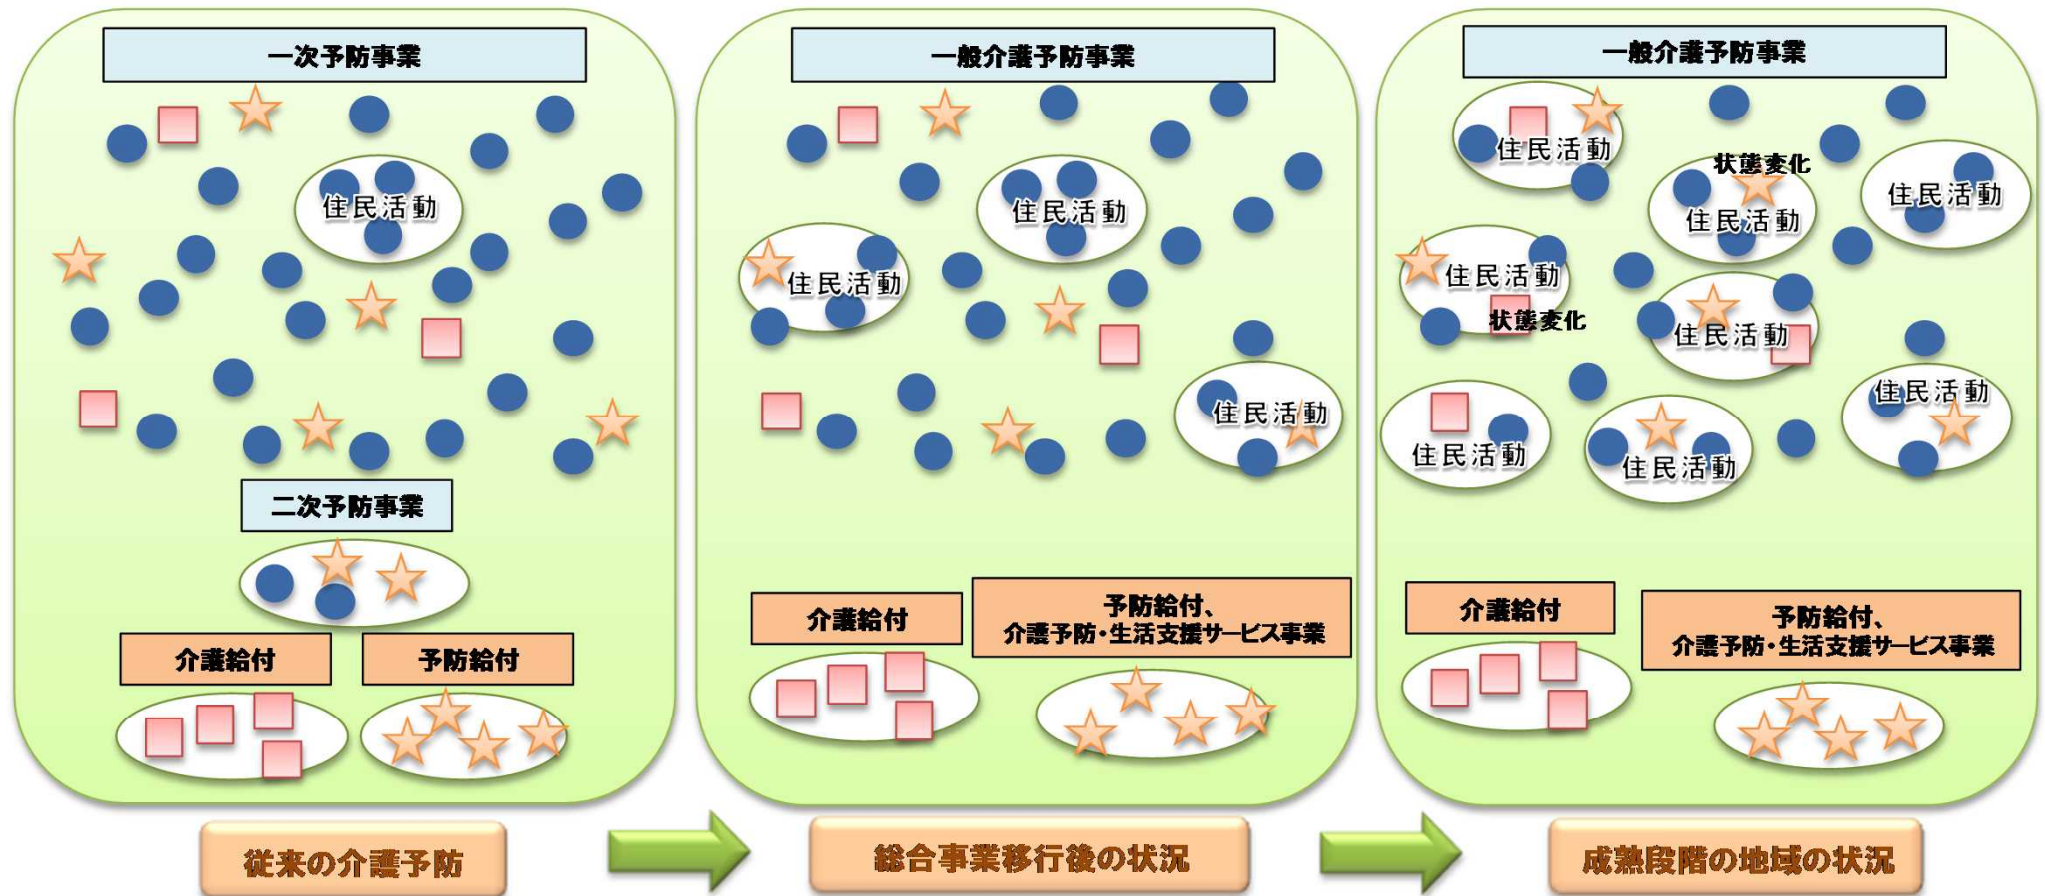 一次予防事業
住民活動
二次予防事業
介護給付
予防給付
従来の介護予防
一般介護予防事業
住民活動
住民活動
住民活動
介護給付
予防給付、
介護予防・生活支援サービス事業
総合事業移行後の状況
一般介護予防事業
住民活動
状態変化
住民活動
住民活動
住民活動
状態変化
住民活動
住民活動
住民活動
住民活動
介護給付
予防給付、
介護予防・生活支援サービス事業
成熟段階の地域の状況